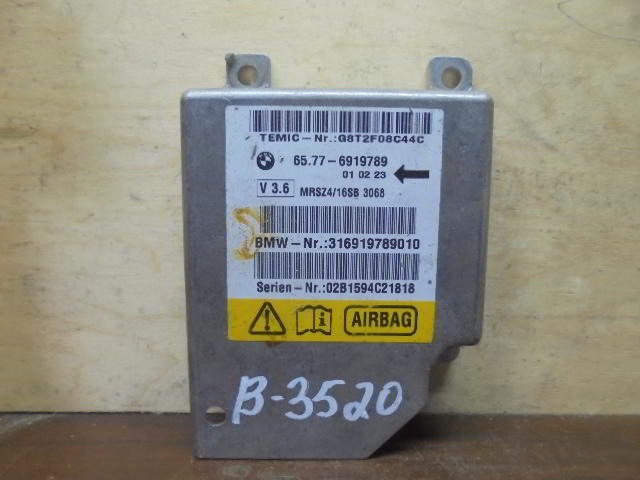 TEMIC-Nr.:G8T2F08C44C
65.77-6919789
01 02 23
V 3.6 MRSZ4/16SB 3068
BMW-Nr.:316919789010
Serien-Nr.:02B1594C21818
AIRBAG
B-3520